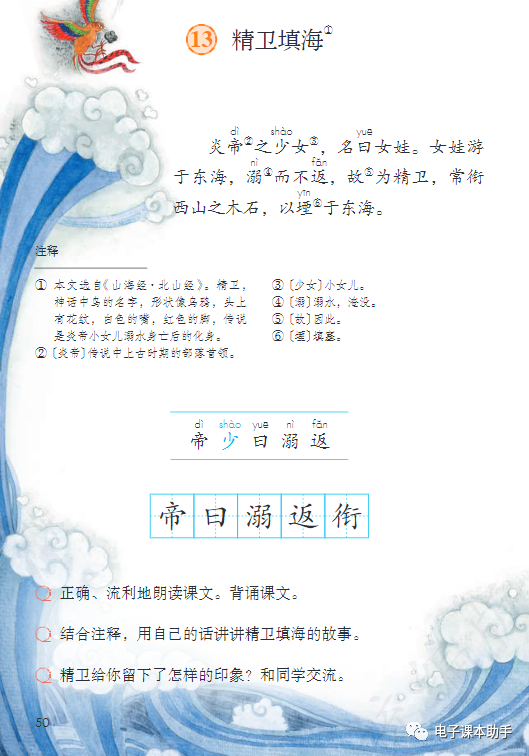 13 精卫填海①
dì shào yuē
炎帝②之少女③，名曰女娃。女娃游
nì fǎn
于东海，溺④而不返，故⑤为精卫，常衔
yīn
西山之木石，以堙⑥于东海。
注释
① 本文选自《山海经·北山经》。精卫，
神话中鸟的名字，形状像乌鸦，头上
有花纹，白色的嘴，红色的脚，传说
是炎帝小女儿溺水身亡后的化身。
② 〔炎帝〕传说中上古时期的部落首领。
③ 〔少女〕小女儿。
④ 〔溺〕溺水，淹没。
⑤ 〔故〕因此。
⑥ 〔堙〕填塞。
dì shào yuē nì fǎn
帝 少 曰 溺 返
帝 曰 溺 返 衔
正确、流利地朗读课文。背诵课文。
结合注释，用自己的话讲讲精卫填海的故事。
精卫给你留下了怎样的印象？和同学交流。
50
电子课本助手